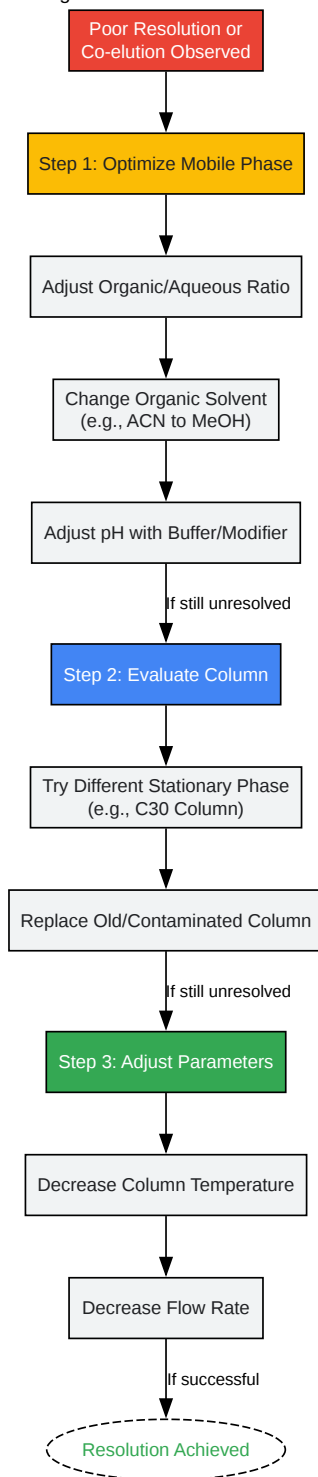 Poor Resolution or
Co-elution Observed
Step 1: Optimize Mobile Phase
Adjust Organic/Aqueous Ratio
Change Organic Solvent
(e.g., ACN to MeOH)
Adjust pH with Buffer/Modifier
If still unresolved
Step 2: Evaluate Column
Try Different Stationary Phase
(e.g., C30 Column)
Replace Old/Contaminated Column
If still unresolved
Step 3: Adjust Parameters
Decrease Column Temperature
Decrease Flow Rate
If successful
Resolution Achieved